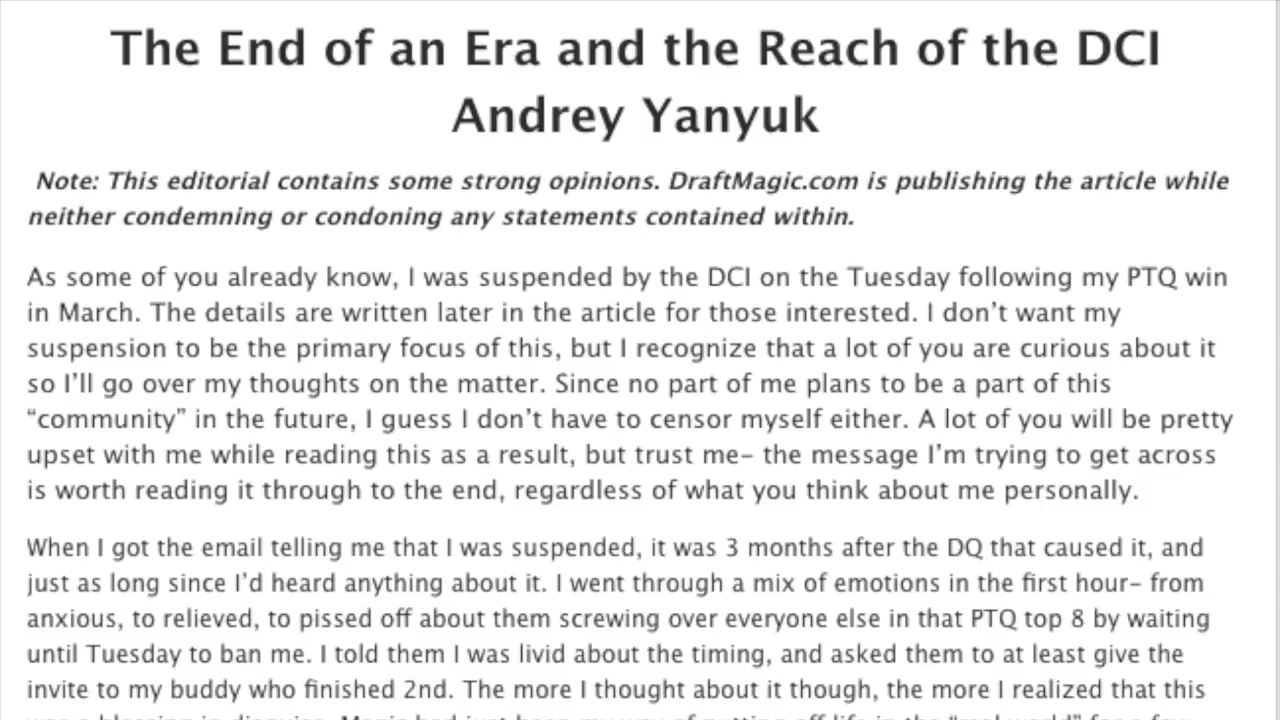 The End of an Era and the Reach of the DCI
Andrey Yanyuk
Note: This editorial contains some strong opinions. DraftMagic.com is publishing the article while
neither condemning or condoning any statements contained within.
As some of you already know, I was suspended by the DCI on the Tuesday following my PTQ win
in March. The details are written later in the article for those interested. I don’t want my
suspension to be the primary focus of this, but I recognize that a lot of you are curious about it
so I’ll go over my thoughts on the matter. Since no part of me plans to be a part of this
“community” in the future, I guess I don’t have to censor myself either. A lot of you will be pretty
upset with me while reading this as a result, but trust me– the message I’m trying to get across
is worth reading it through to the end, regardless of what you think about me personally.
When I got the email telling me that I was suspended, it was 3 months after the DQ that caused it, and
just as long since I’d heard anything about it. I went through a mix of emotions in the first hour– from
anxious, to relieved, to pissed off about them screwing over everyone else in that PTQ top 8 by waiting
until Tuesday to ban me. I told them I was livid about the timing, and asked them to at least give the
invite to my buddy who finished 2nd. The more I thought about it though, the more I realized that this